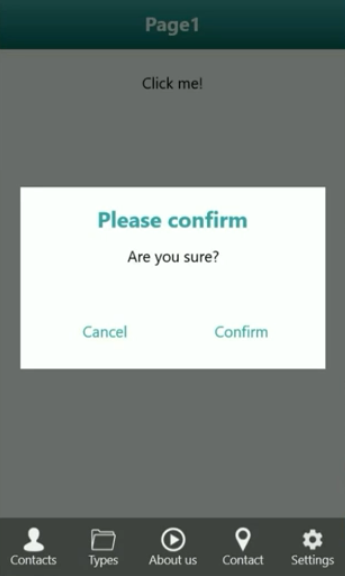 Page1
Click me!
Please confirm
Are you sure?
Cancel Confirm
Contacts Types About us Contact Settings